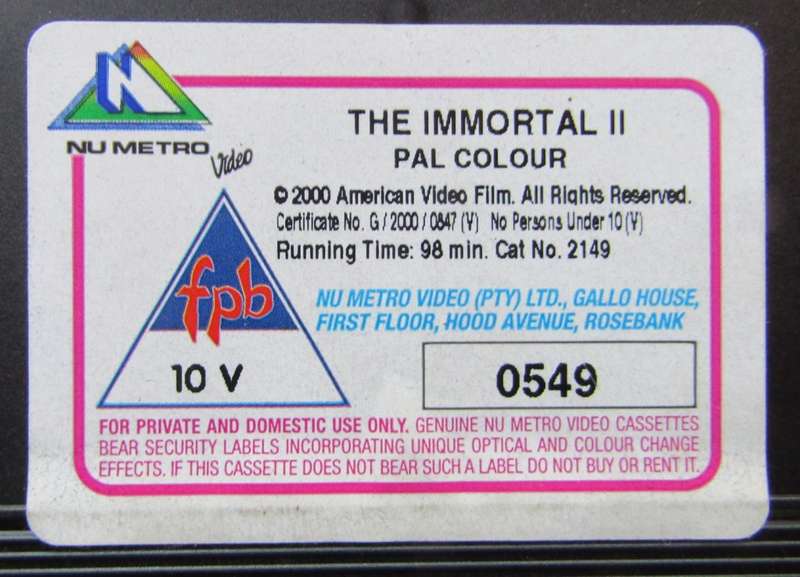 N
NU METRO
Video
THE IMMORTAL II
PAL COLOUR
© 2000 American Video Film. All Rights Reserved.
Certificate No. G / 2000 / 0847 (V) No Persons Under 10 (V)
Running Time: 98 min. Cat No. 2149
fpb
10 V
NU METRO VIDEO (PTY) LTD., GALLO HOUSE,
FIRST FLOOR, HOOD AVENUE, ROSEBANK
0549
FOR PRIVATE AND DOMESTIC USE ONLY. GENUINE NU METRO VIDEO CASSETTES
BEAR SECURITY LABELS INCORPORATING UNIQUE OPTICAL AND COLOUR CHANGE
EFFECTS. IF THIS CASSETTE DOES NOT BEAR SUCH A LABEL DO NOT BUY OR RENT IT.